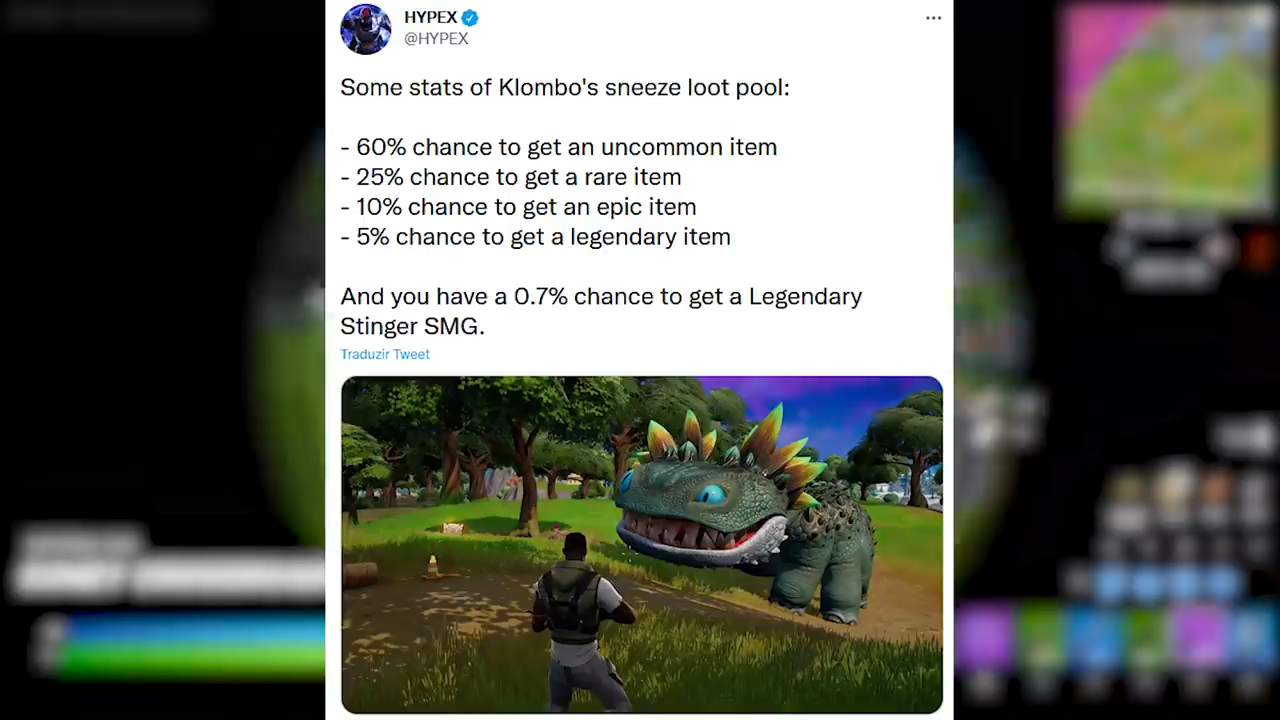 HYPEX
@HYPEX
Some stats of Klombo's sneeze loot pool:
- 60% chance to get an uncommon item
- 25% chance to get a rare item
- 10% chance to get an epic item
- 5% chance to get a legendary item
And you have a 0.7% chance to get a Legendary
Stinger SMG.
Traduzir Tweet